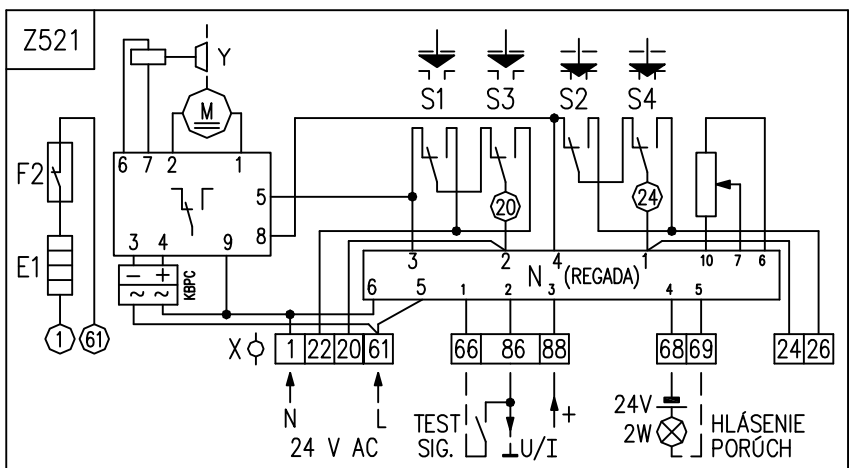 Z521
Y
M
S1 S3 S2 S4
6 7 2 1
F2
5
8
20
24
3 4 9
3 2 4 1 10 7 6
N (REGADA)
E1
− +
~ ~
KBPC
6 5 1 2 3 4 5
1 61
X 1 22 20 61 66 86 88 68 69 24 26
N L
24 V AC
TEST
SIG.
U/I
+
24V
2W
HLÁSENIE
PORÚCH